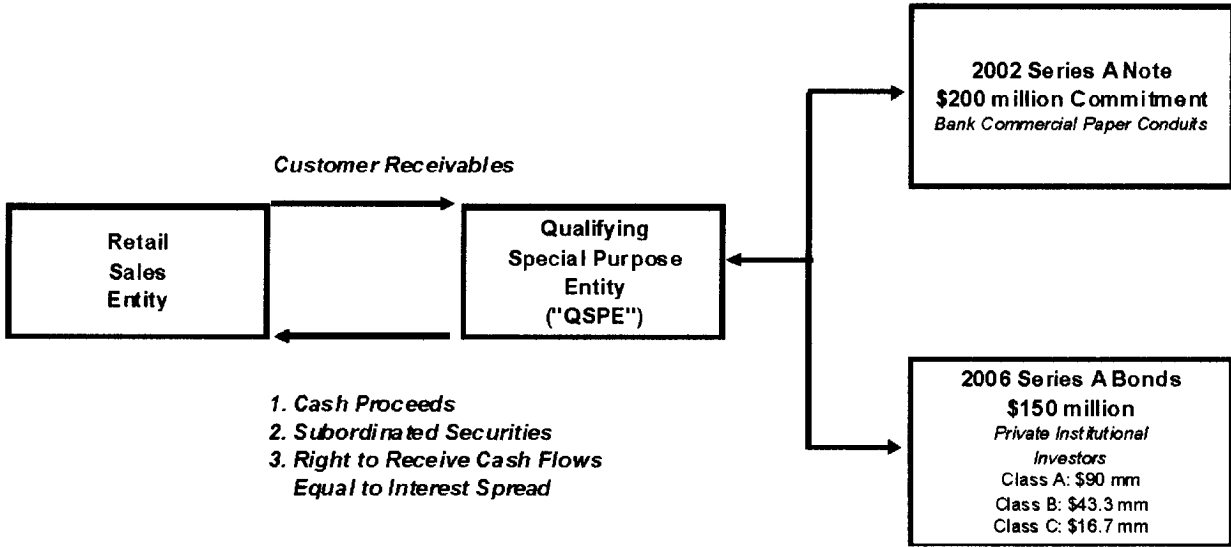 Customer Receivables
Retail
Sales
Entity
Qualifying
Special Purpose
Entity
("QSPE")
1. Cash Proceeds
2. Subordinated Securities
3. Right to Receive Cash Flows
Equal to Interest Spread
2002 Series A Note
$200 million Commitment
Bank Commercial Paper Conduits
2006 Series A Bonds
$150 million
Private Institutional
Investors
Class A: $90 mm
Class B: $43.3 mm
Class C: $16.7 mm